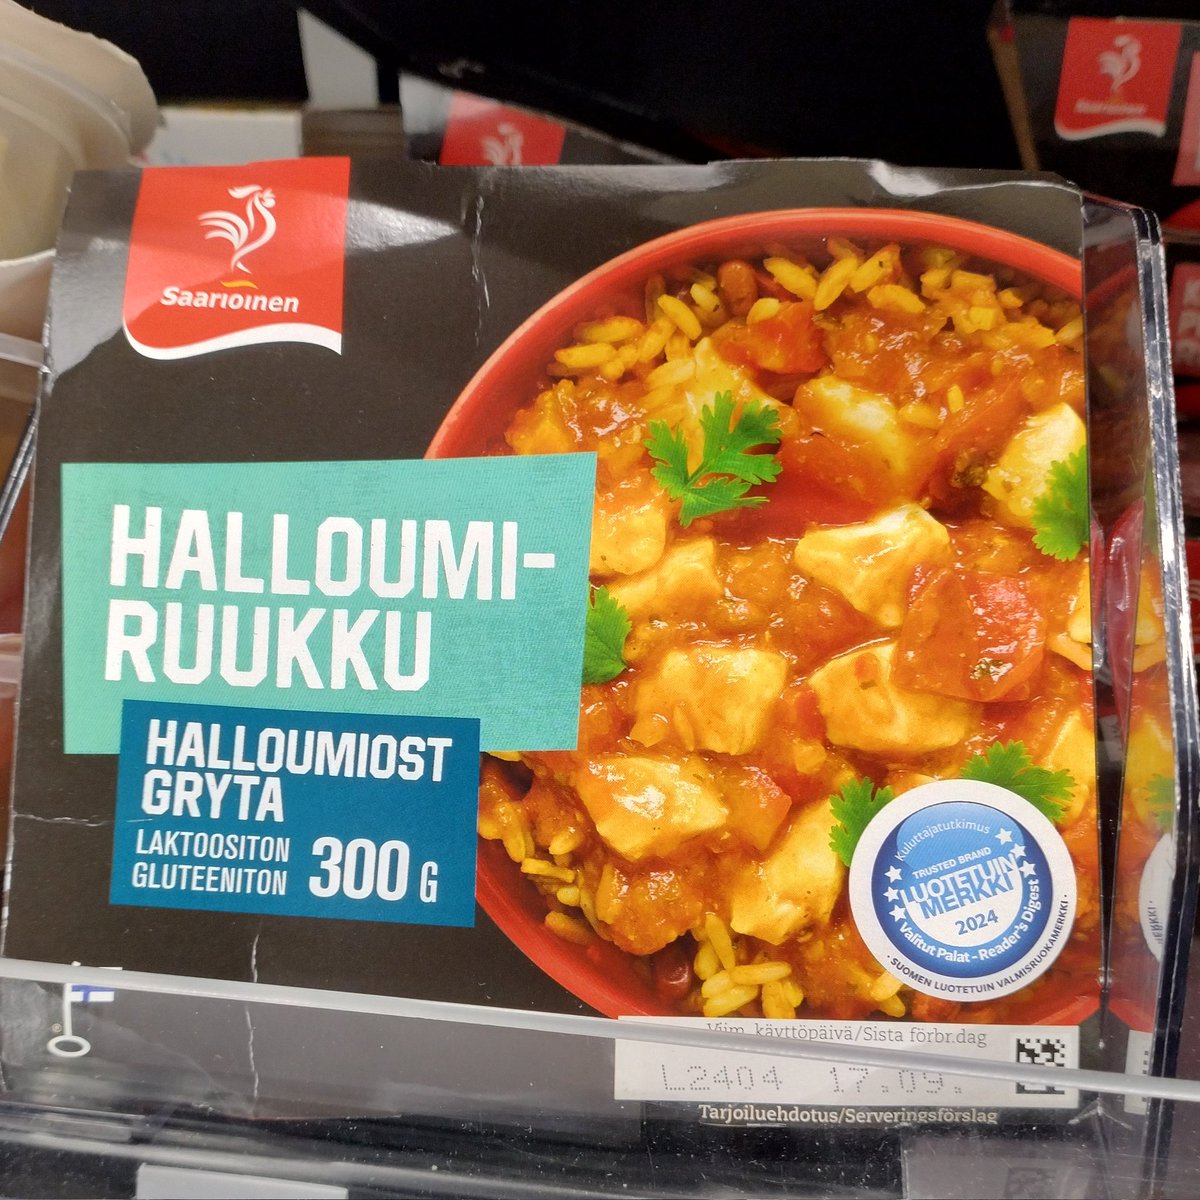 Saarioinen
HALLOUMI-
RUUKKU
HALLOUMIOST
GRYTA
LAKTOOSITON
GLUTEENITON
300 G
Kuluttajatutkimus
TRUSTED BRAND
LUOTETUIN
MERKKI
2024
Valitut Palat - Reader's Digest
· SUOMEN LUOTETUIN VALMISRUOKAMERKKI ·
Viim. käyttöpäivä/Sista förbr.dag
L2404 17.09.
Tarjoiluehdotus/Serveringsförslag